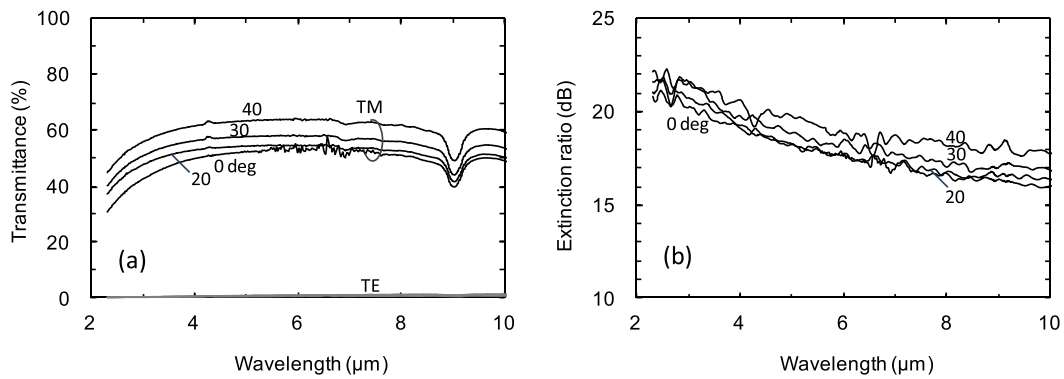 100
80
60
40
20
0
Transmittance (%)
40
30
0 deg
20
TM
TE
(a)
2
4
6
8
10
Wavelength (μm)
25
20
15
10
Extinction ratio (dB)
0 deg
40
30
20
(b)
2
4
6
8
10
Wavelength (μm)